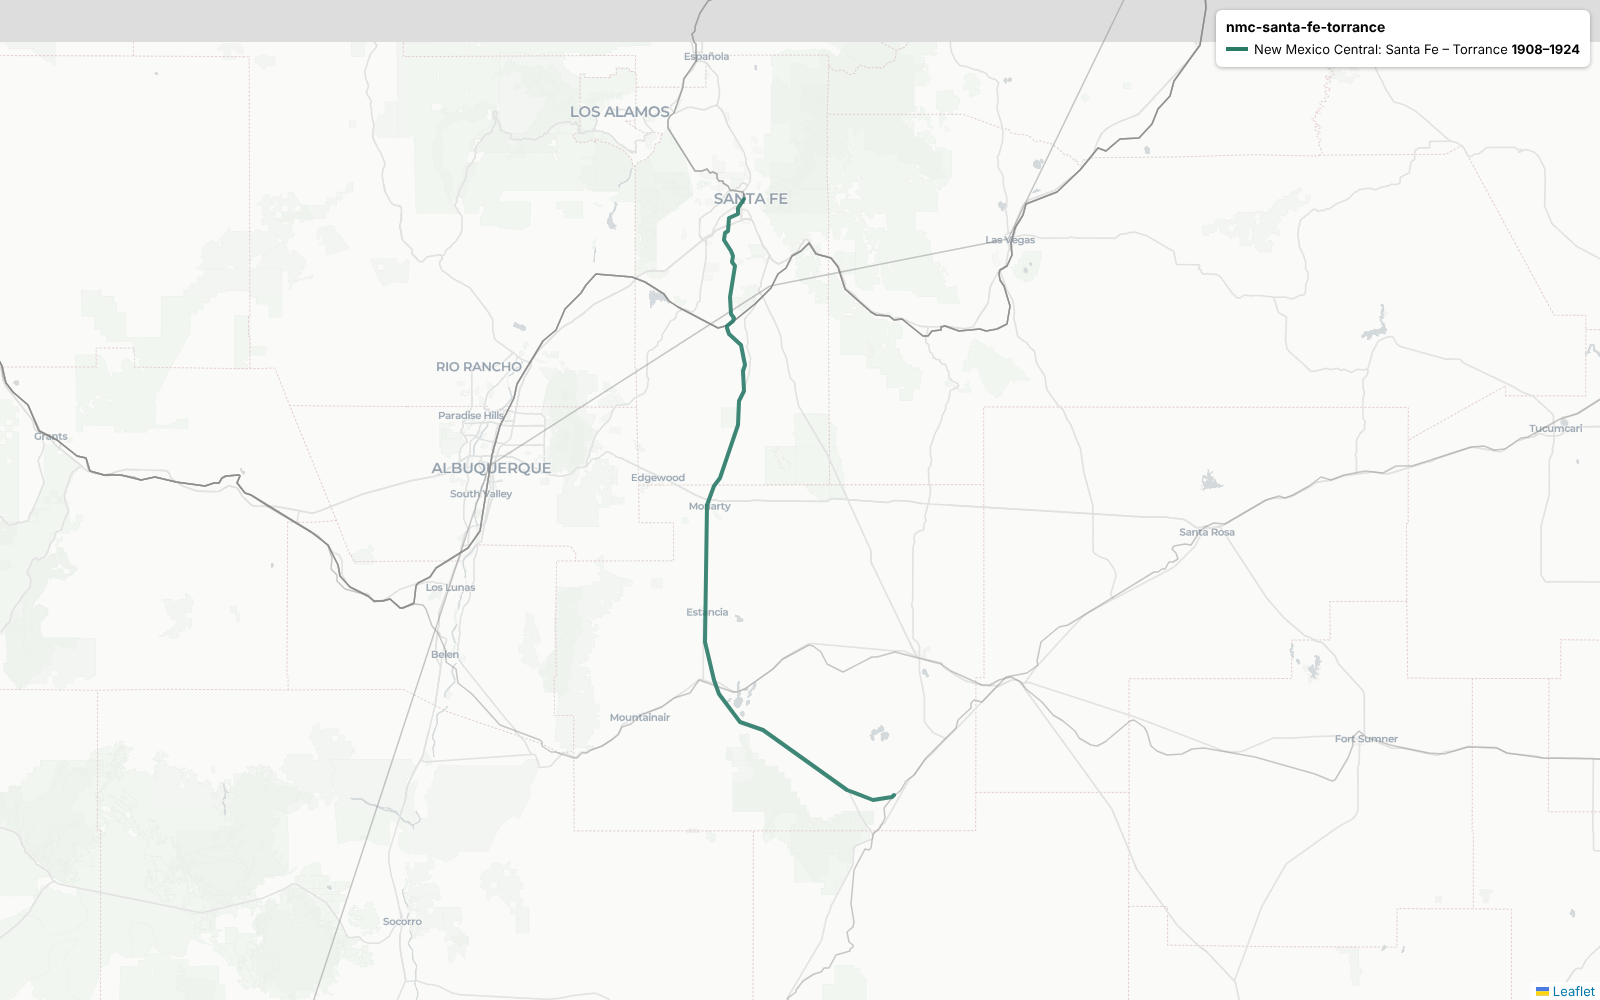 nmc-santa-fe-torrance
New Mexico Central: Santa Fe – Torrance 1908–1924
Española
LOS ALAMOS
SANTA FE
Las Vegas
RIO RANCHO
Paradise Hills
Grants
Tucumcari
ALBUQUERQUE
Edgewood
South Valley
Moriarty
Santa Rosa
Los Lunas
Estancia
Belen
Mountainair
Fort Sumner
Socorro
Leaflet